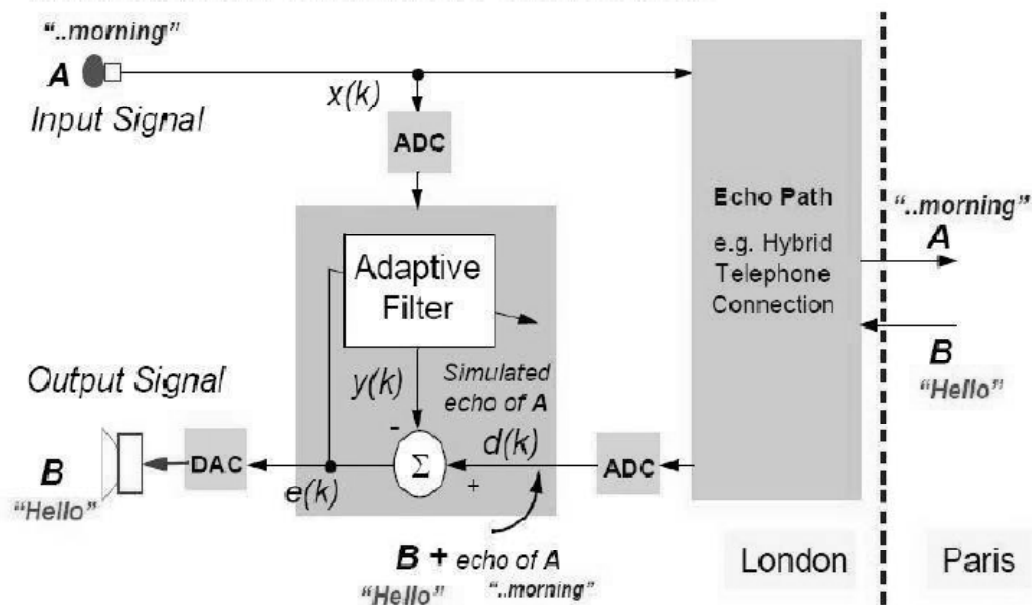 “..morning”
A
Input Signal
x(k)
ADC
Echo Path
e.g. Hybrid
Telephone
Connection
“..morning”
A
B
“Hello”
Adaptive
Filter
Simulated
echo of A
y(k)
Output Signal
-
Σ
+
d(k)
ADC
DAC
e(k)
B
“Hello”
B + echo of A
“Hello” “..morning”
London
Paris